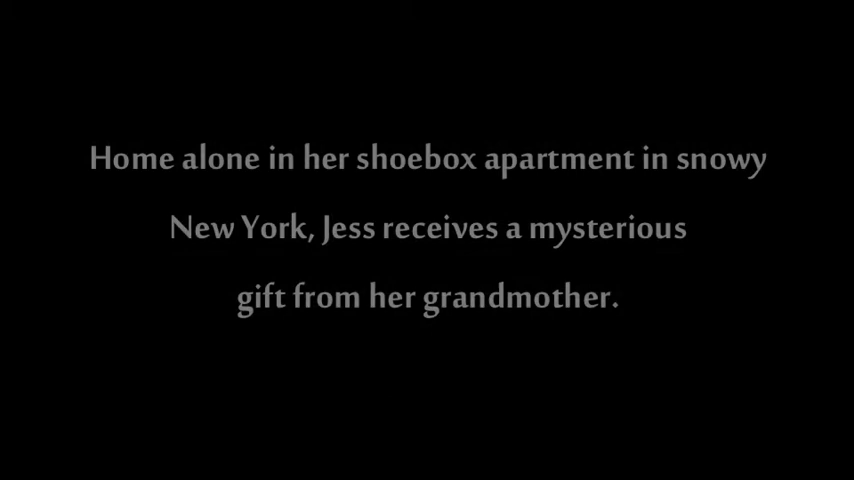 Home alone in her shoebox apartment in snowy
New York, Jess receives a mysterious
gift from her grandmother.